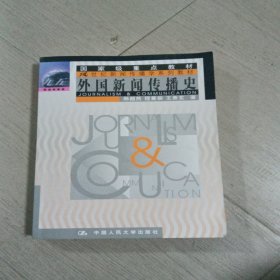 国家级重点教材
21世纪新闻传播学系列教材
外国新闻传播史
JOURNALISM & COMMUNICATION
JOURNALISM
&
COMMUNICATION
中国人民大学出版社